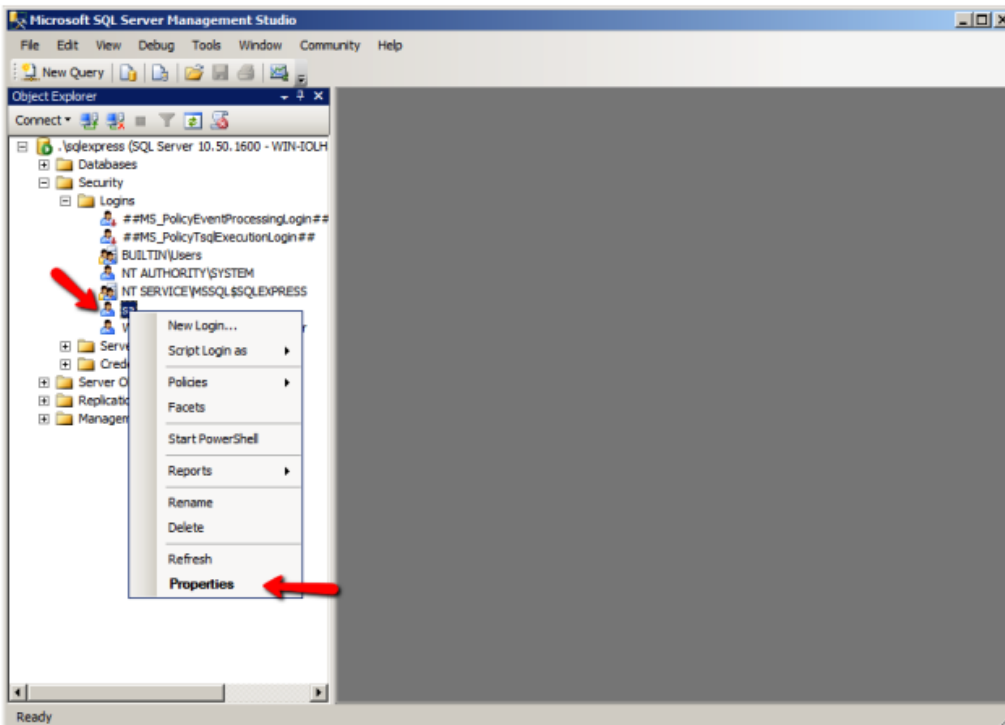 Microsoft SQL Server Management Studio
File Edit View Debug Tools Window Community Help
New Query
Object Explorer
Connect
.\sqlexpress (SQL Server 10.50.1600 - WIN-IOLH
Databases
Security
Logins
##MS_PolicyEventProcessingLogin##
##MS_PolicyTsqlExecutionLogin##
BUILTIN\Users
NT AUTHORITY\SYSTEM
NT SERVICE\MSSQL$SQLEXPRESS
sa
New Login...
Script Login as
Policies
Facets
Start PowerShell
Reports
Rename
Delete
Refresh
Properties
Serve
Cred
Server O
Replicatio
Managem
Ready